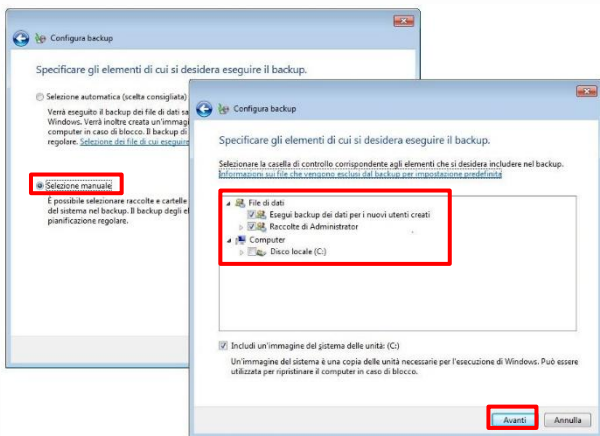 Configura backup
Specificare gli elementi di cui si desidera eseguire il backup.
Selezione automatica (scelta consigliata)
Verrà eseguito il backup dei file di dati sa
Windows. Verrà inoltre creata un'immagi
computer in caso di blocco. Il backup di
regolare. Selezione dei file di cui eseguire
Selezione manuale
È possibile selezionare raccolte e cartelle
del sistema nel backup. Il backup degli el
pianificazione regolare.
Configura backup
Specificare gli elementi di cui si desidera eseguire il backup.
Selezionare la casella di controllo corrispondente agli elementi che si desidera includere nel backup.
Informazioni sui file che vengono esclusi dal backup per impostazione predefinita
File di dati
Esegui backup dei dati per i nuovi utenti creati
Raccolte di Administrator
Computer
Disco locale (C:)
Includi un'immagine del sistema delle unità: (C:)
Un'immagine del sistema è una copia delle unità necessarie per l'esecuzione di Windows. Può essere
utilizzata per ripristinare il computer in caso di blocco.
Avanti
Annulla